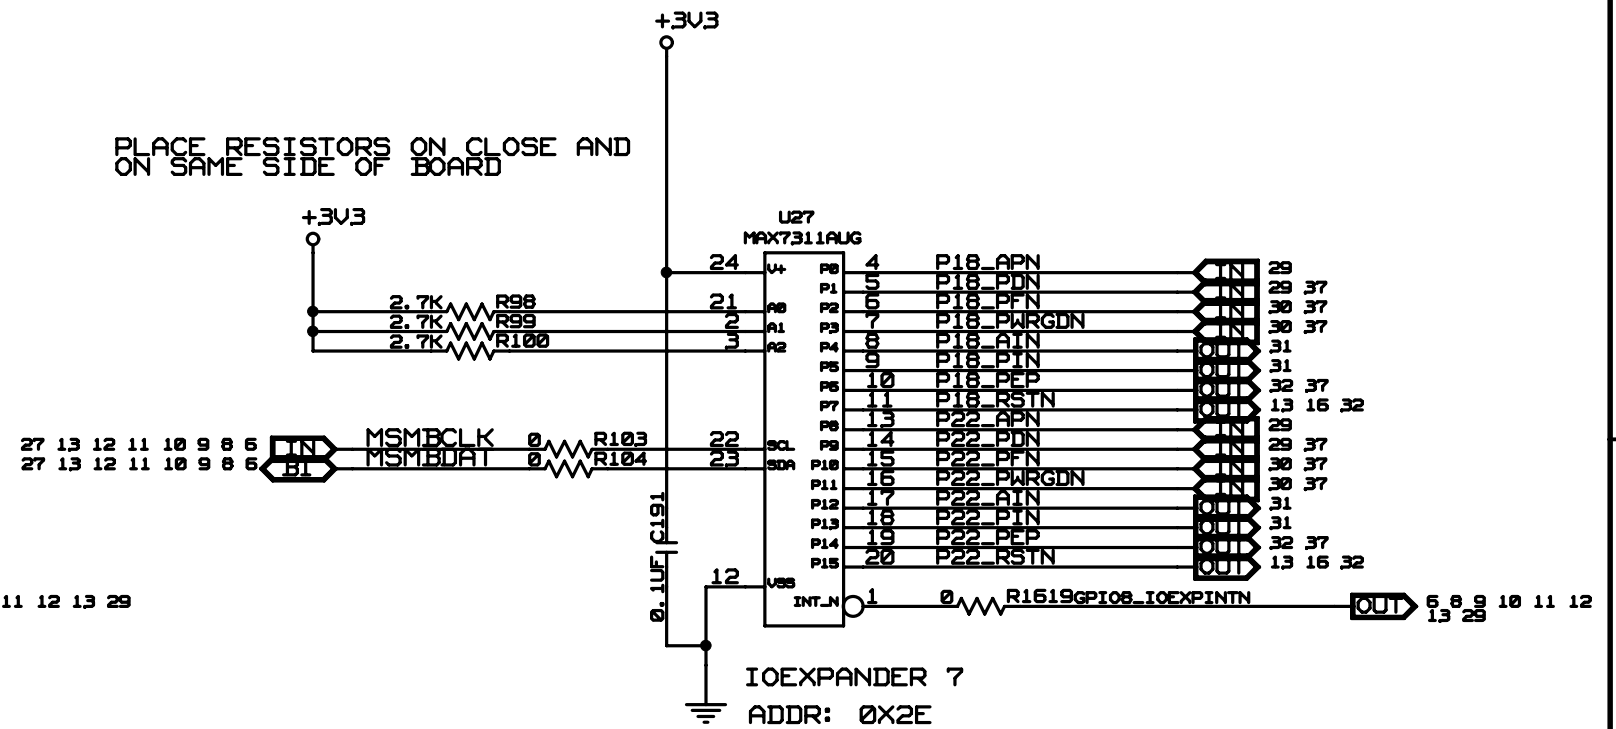 +3V3
PLACE RESISTORS ON CLOSE AND
ON SAME SIDE OF BOARD
+3V3
U27
MAX7311AUG
24 V+ P0 4 P18_APN IN 29
P1 5 P18_PDN IN 29 37
2.7K R98 21 A0 P2 6 P18_PFN IN 30 37
2.7K R99 2 A1 P3 7 P18_PWRGDN IN 30 37
2.7K R100 3 A2 P4 8 P18_AIN OUT 31
P5 9 P18_PIN OUT 31
P6 10 P18_PEP OUT 32 37
P7 11 P18_RSTN OUT 13 16 32
P8 13 P22_APN IN 29
27 13 12 11 10 9 8 6 IN MSMBCLK 0 R103 22 SCL P9 14 P22_PDN IN 29 37
27 13 12 11 10 9 8 6 BI MSMBDAT 0 R104 23 SDA P10 15 P22_PFN IN 30 37
P11 16 P22_PWRGDN IN 30 37
P12 17 P22_AIN OUT 31
P13 18 P22_PIN OUT 31
P14 19 P22_PEP OUT 32 37
P15 20 P22_RSTN OUT 13 16 32
0.1UF C191
12 VSS
11 12 13 29
INT_N 1 0 R1619 GPIO8_IOEXPINTN OUT 6 8 9 10 11 12
13 29
IOEXPANDER 7
ADDR: 0X2E